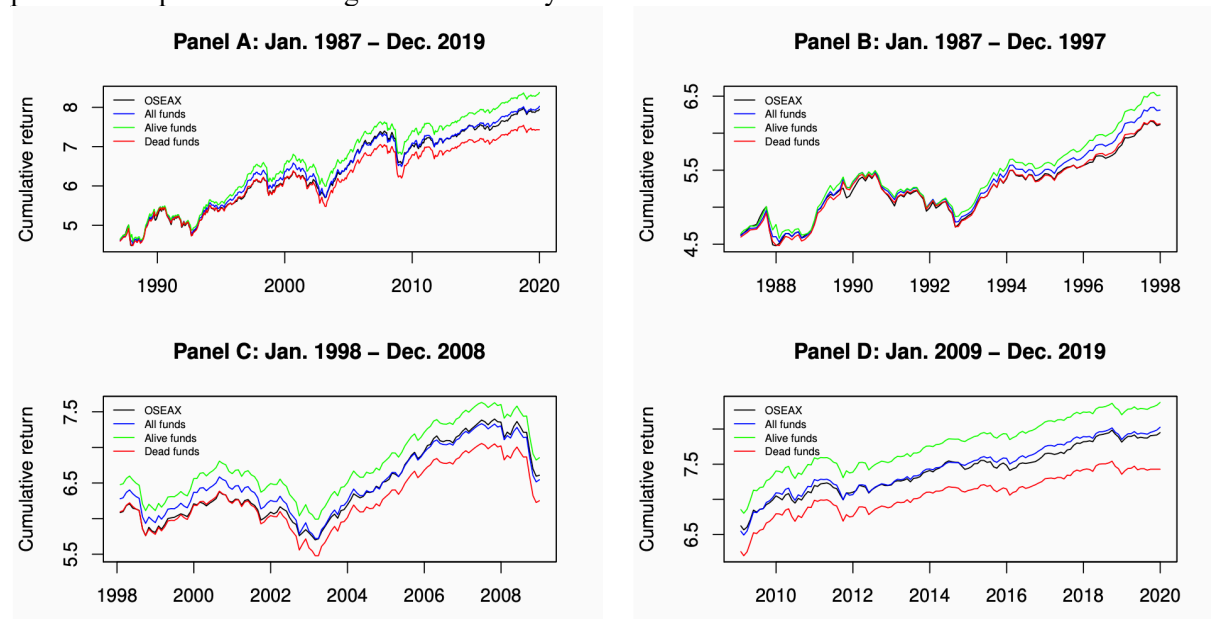 Panel A: Jan. 1987 – Dec. 2019
Cumulative return
8
7
6
5
OSEAX
All funds
Alive funds
Dead funds
1990
2000
2010
2020
Panel B: Jan. 1987 – Dec. 1997
Cumulative return
6.5
5.5
4.5
OSEAX
All funds
Alive funds
Dead funds
1988
1990
1992
1994
1996
1998
Panel C: Jan. 1998 – Dec. 2008
Cumulative return
7.5
6.5
5.5
OSEAX
All funds
Alive funds
Dead funds
1998
2000
2002
2004
2006
2008
Panel D: Jan. 2009 – Dec. 2019
Cumulative return
7.5
6.5
OSEAX
All funds
Alive funds
Dead funds
2010
2012
2014
2016
2018
2020